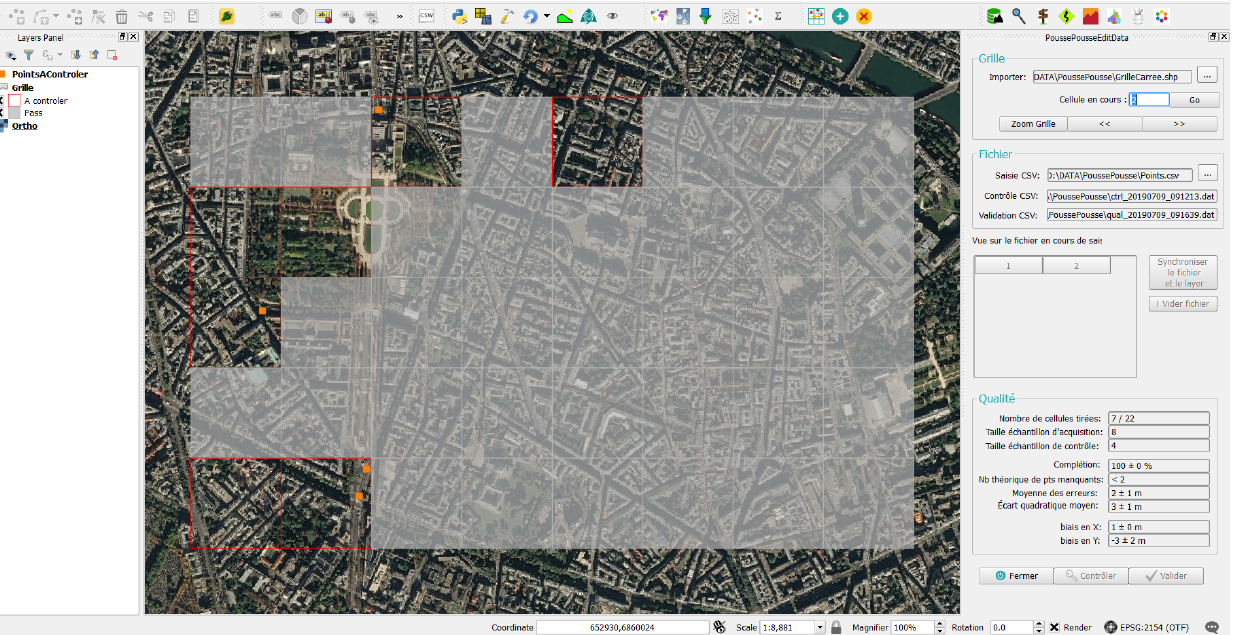 abc
abc
CSW
Layers Panel
PointsAControler
Grille
A controler
Pass
Ortho
PoussePousseEditData
Grille
Importer: DATA\PoussePousse\GrilleCarree.shp ...
Cellule en cours : Go
Zoom Grille << >>
Fichier
Saisie CSV: ):\DATA\PoussePousse\Points.csv ...
Contrôle CSV: \PoussePousse\ctrl_20190709_091213.dat
Validation CSV: PoussePousse\qual_20190709_091639.dat
Vue sur le fichier en cours de sais
1 2
Synchroniser
le fichier
et le layer
! Vider fichier
Qualité
Nombre de cellules tirées: 7 / 22
Taille échantillon d'acquisition: 8
Taille échantillon de contrôle: 4
Complétion: 100 ± 0 %
Nb théorique de pts manquants: < 2
Moyenne des erreurs: 2 ± 1 m
Écart quadratique moyen: 3 ± 1 m
biais en X: 1 ± 0 m
biais en Y: -3 ± 2 m
Fermer Contrôler Valider
Coordinate 652930,6860024 Scale 1:8,881 Magnifier 100% Rotation 0.0 Render EPSG:2154 (OTF)